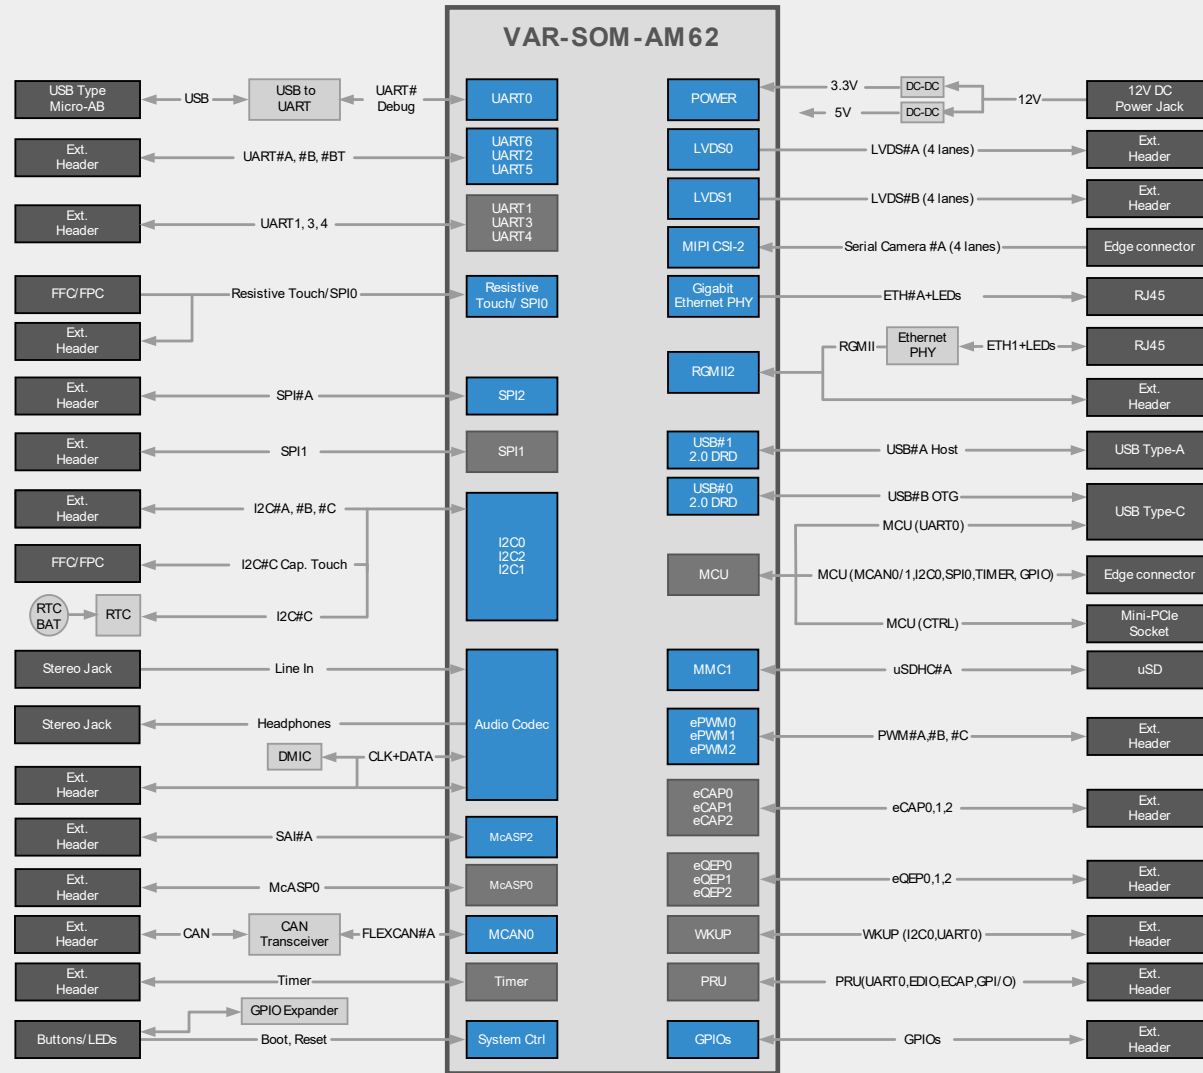 VAR-SOM-AM62
USB Type
Micro-AB
USB
USB to
UART
UART#
Debug
UART0
Ext.
Header
UART#A, #B, #BT
UART6
UART2
UART5
Ext.
Header
UART1, 3, 4
UART1
UART3
UART4
FFC/FPC
Resistive Touch/SPI0
Resistive
Touch/ SPI0
Ext.
Header
Ext.
Header
SPI#A
SPI2
Ext.
Header
SPI1
SPI1
Ext.
Header
I2C#A, #B, #C
I2C0
I2C2
I2C1
FFC/FPC
I2C#C Cap. Touch
RTC
BAT
RTC
I2C#C
Stereo Jack
Line In
Audio Codec
Stereo Jack
Headphones
DMIC
CLK+DATA
Ext.
Header
Ext.
Header
SAI#A
McASP2
Ext.
Header
McASP0
McASP0
Ext.
Header
CAN
CAN
Transceiver
FLEXCAN#A
MCAN0
Ext.
Header
Timer
Timer
GPIO Expander
Buttons/LEDs
Boot, Reset
System Ctrl
POWER
3.3V
DC-DC
5V
DC-DC
12V
12V DC
Power Jack
LVDS0
LVDS#A (4 lanes)
Ext.
Header
LVDS1
LVDS#B (4 lanes)
Ext.
Header
MIPI CSI-2
Serial Camera #A (4 lanes)
Edge connector
Gigabit
Ethernet PHY
ETH#A+LEDs
RJ45
RGMII2
RGMII
Ethernet
PHY
ETH1+LEDs
RJ45
Ext.
Header
USB#1
2.0 DRD
USB#A Host
USB Type-A
USB#0
2.0 DRD
USB#B OTG
USB Type-C
MCU (UART0)
MCU
MCU (MCAN0/1,I2C0,SPI0,TIMER, GPIO)
Edge connector
MCU (CTRL)
Mini-PCIe
Socket
MMC1
uSDHC#A
uSD
ePWM0
ePWM1
ePWM2
PWM#A,#B, #C
Ext.
Header
eCAP0
eCAP1
eCAP2
eCAP0,1,2
Ext.
Header
eQEP0
eQEP1
eQEP2
eQEP0,1,2
Ext.
Header
WKUP
WKUP (I2C0,UART0)
Ext.
Header
PRU
PRU(UART0,EDIO,ECAP,GPI/O)
Ext.
Header
GPIOs
GPIOs
Ext.
Header